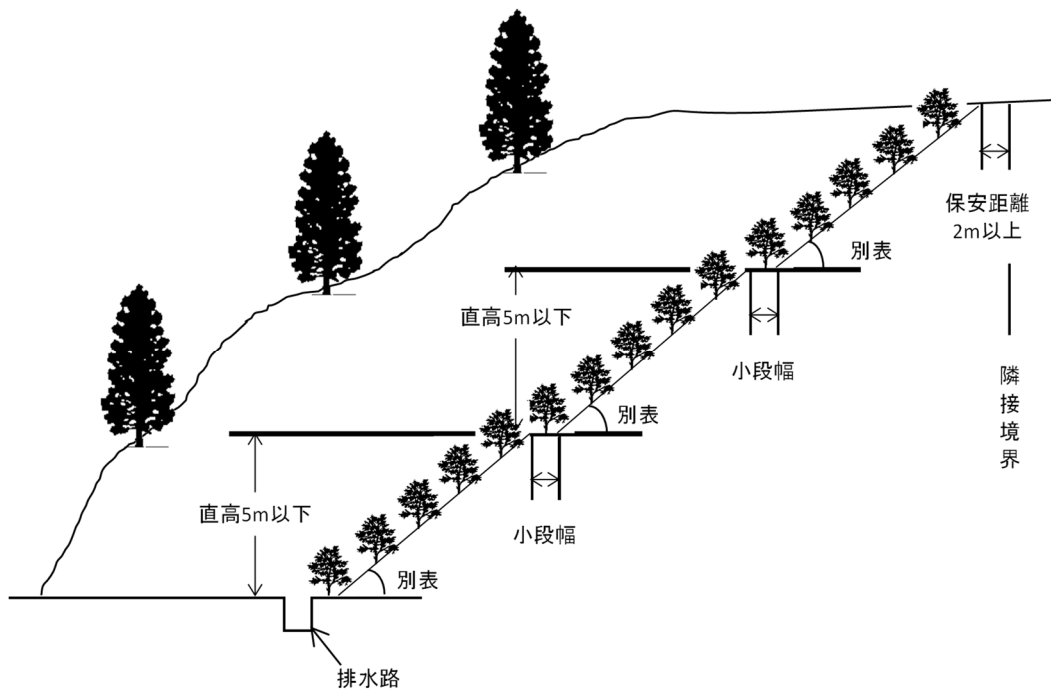 保安距離
2m以上
別表
直高5m以下
小段幅
隣接境界
別表
直高5m以下
小段幅
別表
排水路